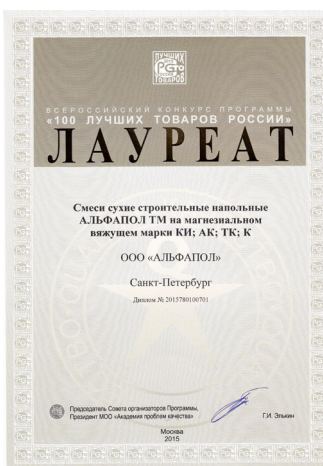 ЛУЧШИХ
100
ТОВАРОВ
ВСЕРОССИЙСКИЙ КОНКУРС ПРОГРАММЫ
«100 ЛУЧШИХ ТОВАРОВ РОССИИ»
ЛАУРЕАТ
Смеси сухие строительные напольные
АЛЬФАПОЛ ТМ на магнезиальном
вяжущем марки КИ; АК; ТК; К
ООО «АЛЬФАПОЛ»
Санкт-Петербург
Диплом № 2015780100701
Председатель Совета организаторов Программы,
Президент МОО «Академия проблем качества»
Г.И. Элькин
Москва
2015